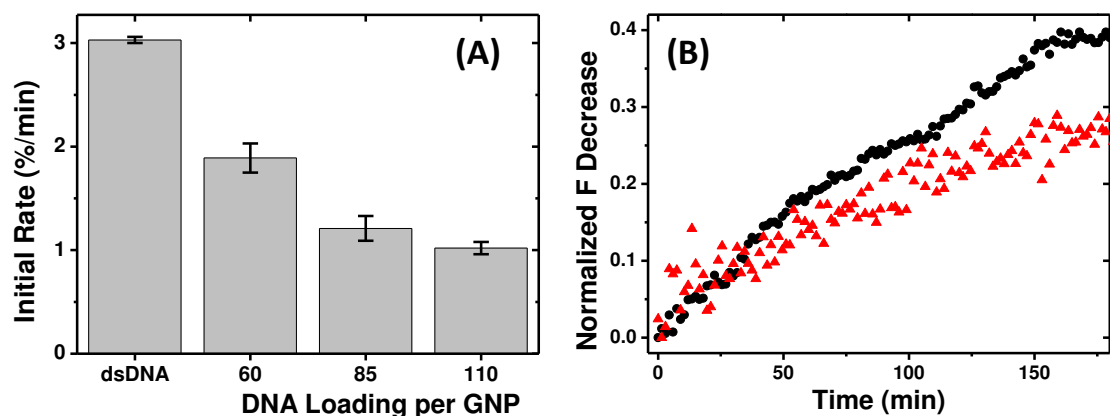 (A)
Initial Rate (%/min)
3
2
1
0
dsDNA 60 85 110
DNA Loading per GNP
(B)
Normalized F Decrease
0.4
0.3
0.2
0.1
0.0
0 50 100 150
Time (min)